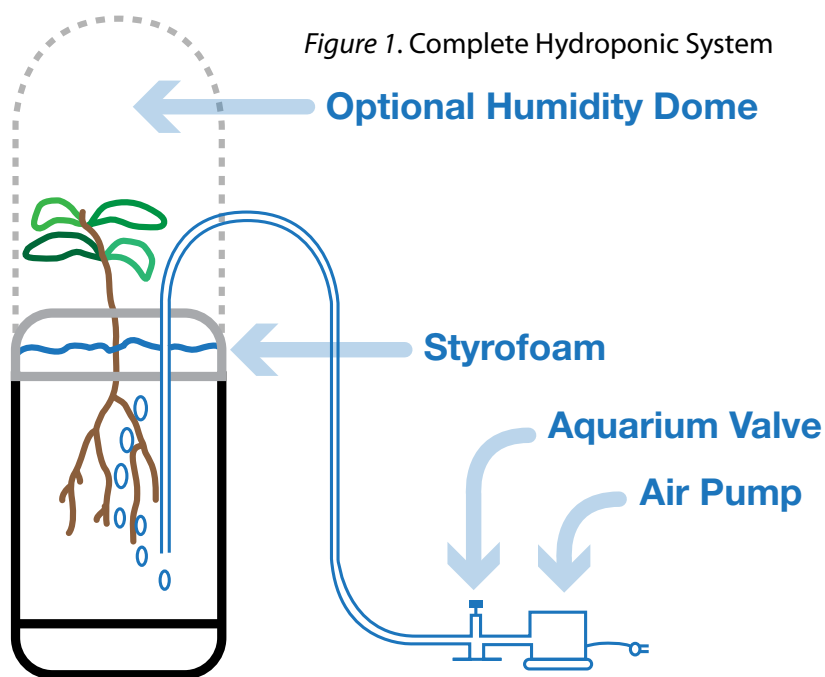 Figure 1. Complete Hydroponic System
Optional Humidity Dome
Styrofoam
Aquarium Valve
Air Pump